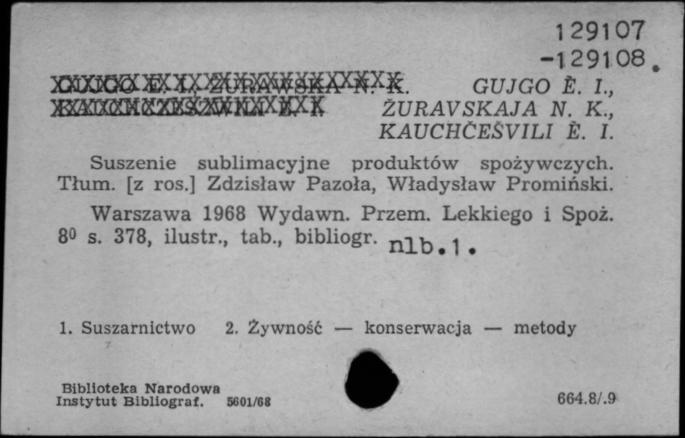 129107
-129108.
ŻURAWSKA N. K. GUJGO È. I.,
ŽURAVSKAJA N. K.,
KAUCHČEŠVILI È. I.
Suszenie sublimacyjne produktów spożywczych.
Tłum. [z ros.] Zdzisław Pazoła, Władysław Promiński.
Warszawa 1968 Wydawn. Przem. Lekkiego i Spoż.
8⁰ s. 378, ilustr., tab., bibliogr. nlb.1.
1. Suszarnictwo 2. Żywność — konserwacja — metody
Biblioteka Narodowa
Instytut Bibliograf. 5601/68 664.8/.9